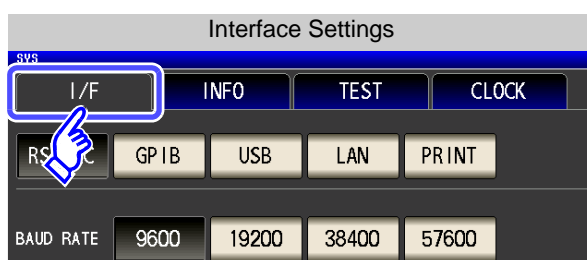 Interface Settings
SYS
I/F INFO TEST CLOCK
GPIB USB LAN PRINT
BAUD RATE 9600 19200 38400 57600